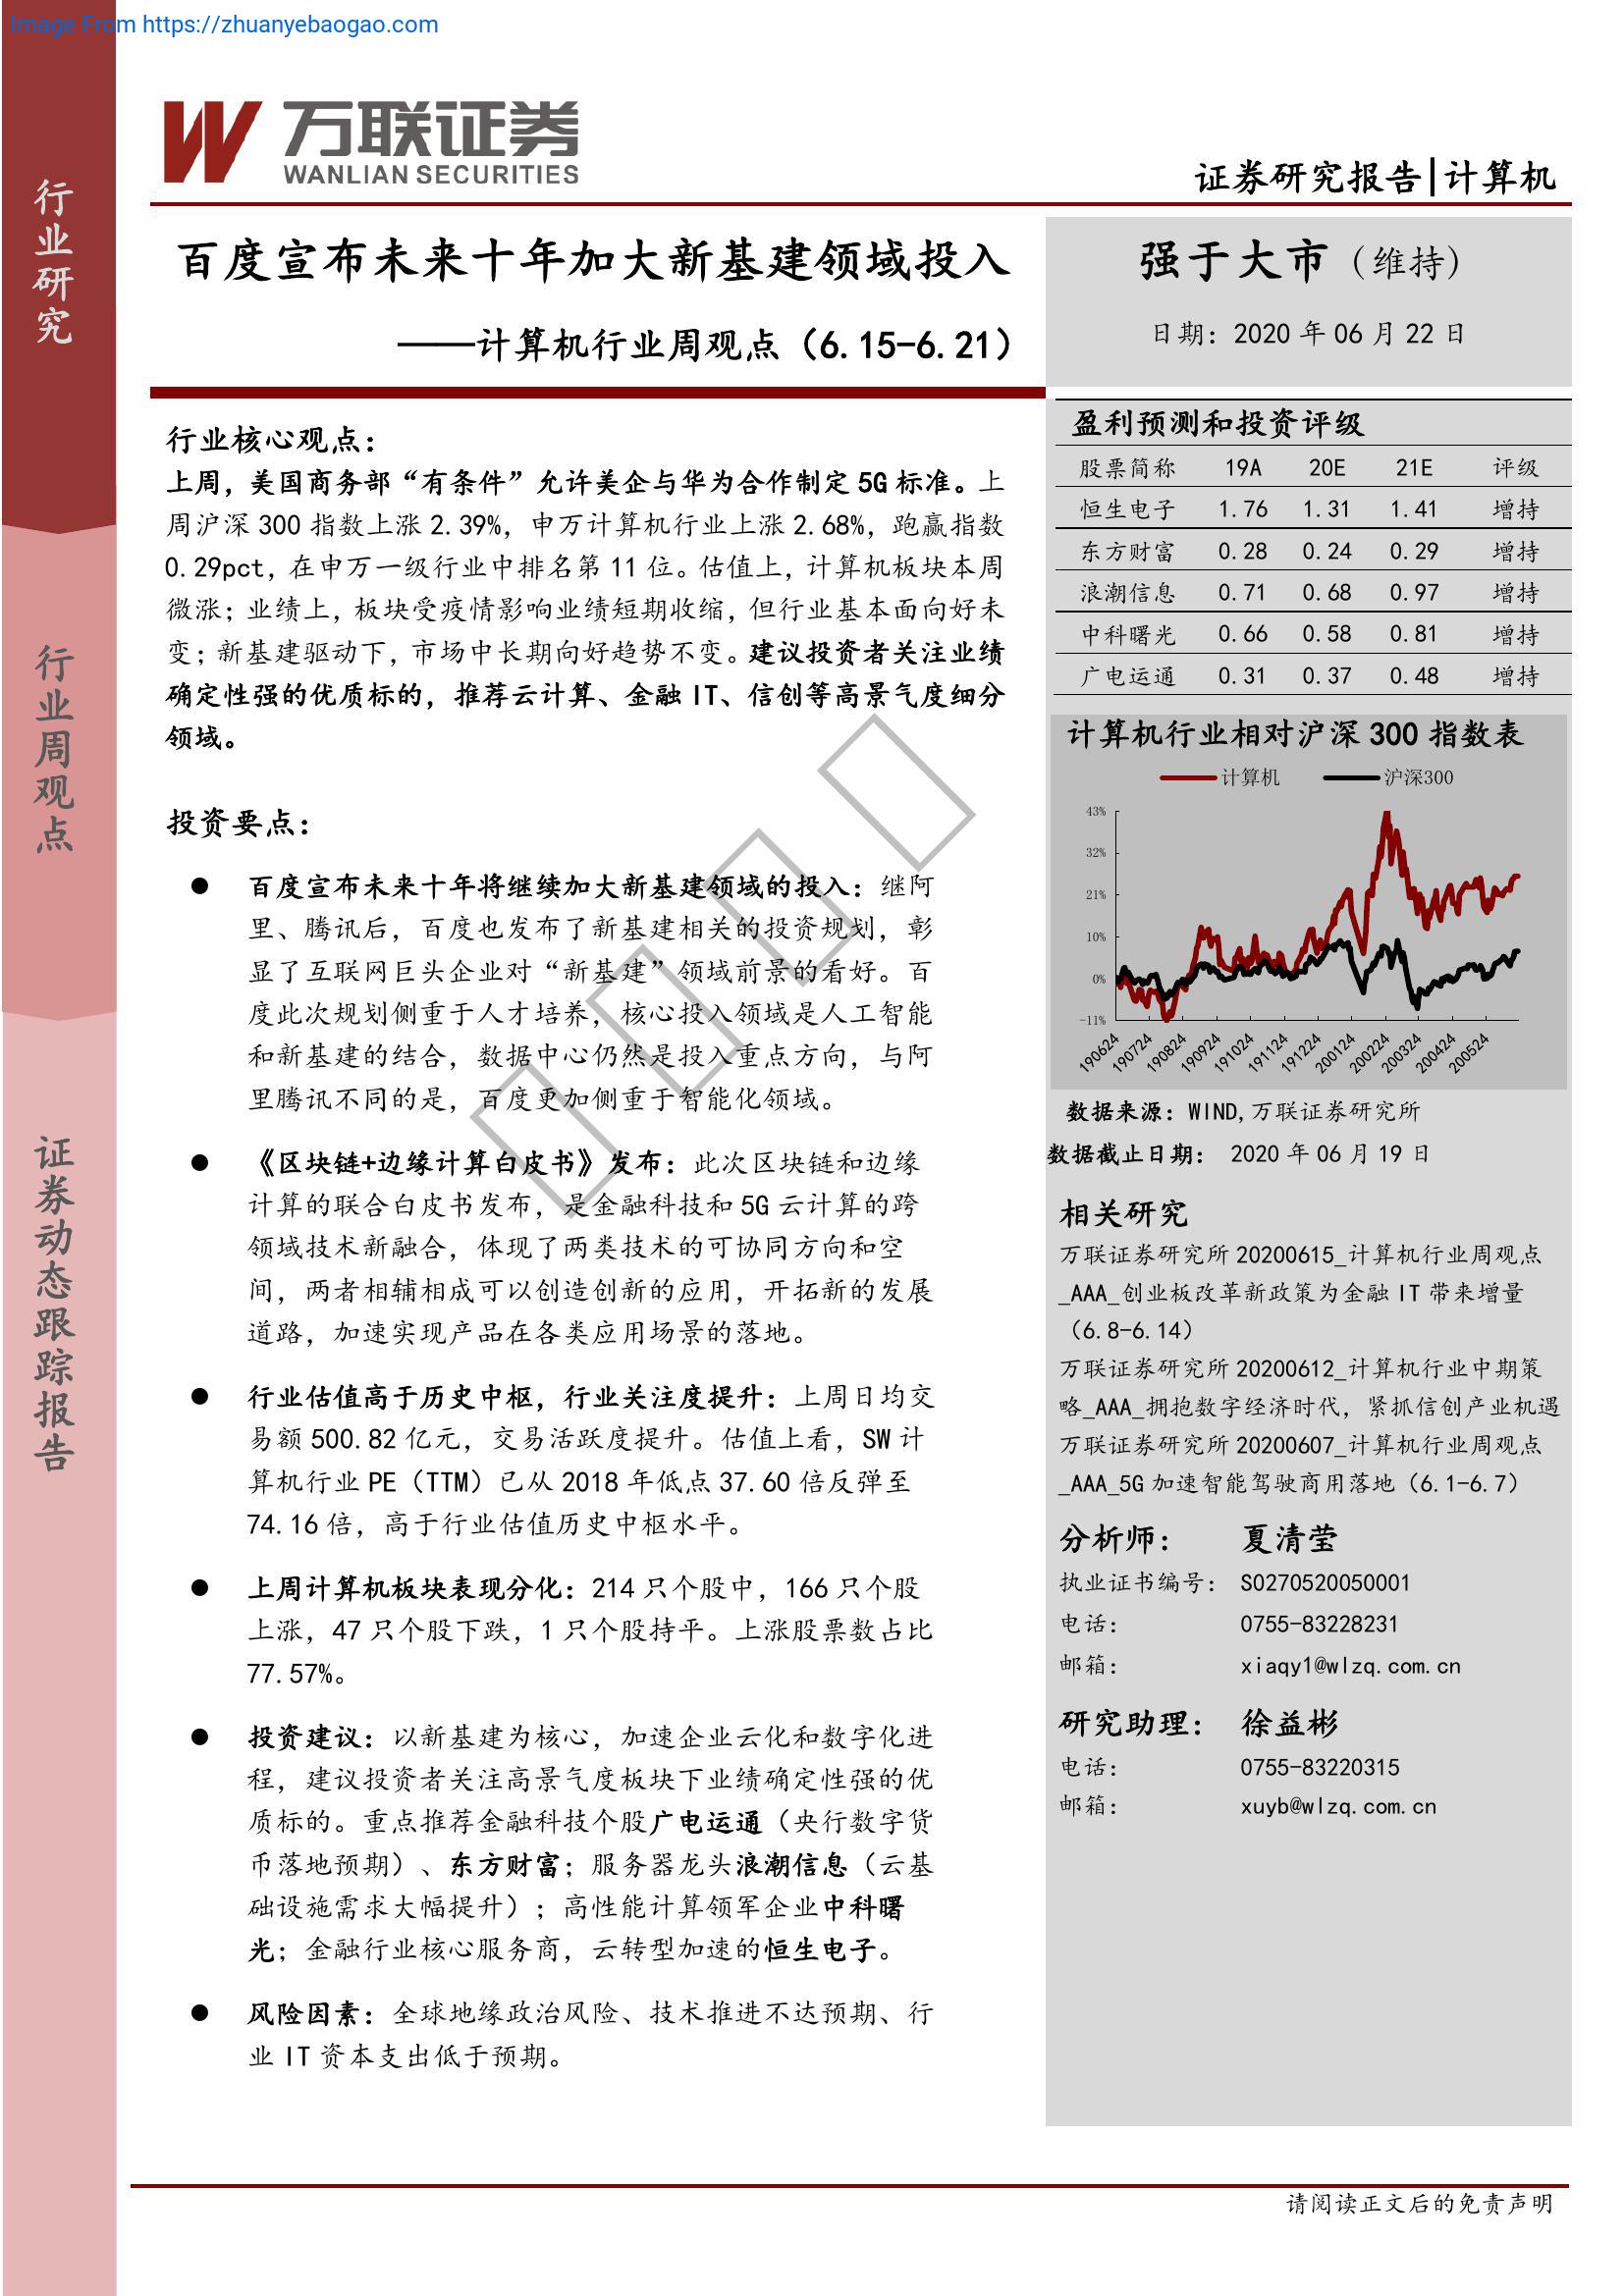 Image From https://zhuanyebaogao.com
万联证券
WANLIAN SECURITIES
证券研究报告|计算机
行业研究
行业周观点
证券动态跟踪报告
百度宣布未来十年加大新基建领域投入
——计算机行业周观点（6.15-6.21）
强于大市（维持）
日期：2020 年 06 月 22 日
行业核心观点：
上周，美国商务部“有条件”允许美企与华为合作制定 5G 标准。上
周沪深 300 指数上涨 2.39%，申万计算机行业上涨 2.68%，跑赢指数
0.29pct，在申万一级行业中排名第 11 位。估值上，计算机板块本周
微涨；业绩上，板块受疫情影响业绩短期收缩，但行业基本面向好未
变；新基建驱动下，市场中长期向好趋势不变。建议投资者关注业绩
确定性强的优质标的，推荐云计算、金融 IT、信创等高景气度细分
领域。
投资要点：
● 百度宣布未来十年将继续加大新基建领域的投入：继阿
里、腾讯后，百度也发布了新基建相关的投资规划，彰
显了互联网巨头企业对“新基建”领域前景的看好。百
度此次规划侧重于人才培养，核心投入领域是人工智能
和新基建的结合，数据中心仍然是投入重点方向，与阿
里腾讯不同的是，百度更加侧重于智能化领域。
● 《区块链+边缘计算白皮书》发布：此次区块链和边缘
计算的联合白皮书发布，是金融科技和 5G 云计算的跨
领域技术新融合，体现了两类技术的可协同方向和空
间，两者相辅相成可以创造创新的应用，开拓新的发展
道路，加速实现产品在各类应用场景的落地。
● 行业估值高于历史中枢，行业关注度提升：上周日均交
易额 500.82 亿元，交易活跃度提升。估值上看，SW 计
算机行业 PE（TTM）已从 2018 年低点 37.60 倍反弹至
74.16 倍，高于行业估值历史中枢水平。
● 上周计算机板块表现分化：214 只个股中，166 只个股
上涨，47 只个股下跌，1 只个股持平。上涨股票数占比
77.57%。
● 投资建议：以新基建为核心，加速企业云化和数字化进
程，建议投资者关注高景气度板块下业绩确定性强的优
质标的。重点推荐金融科技个股广电运通（央行数字货
币落地预期）、东方财富；服务器龙头浪潮信息（云基
础设施需求大幅提升）；高性能计算领军企业中科曙
光；金融行业核心服务商，云转型加速的恒生电子。
● 风险因素：全球地缘政治风险、技术推进不达预期、行
业 IT 资本支出低于预期。
盈利预测和投资评级
股票简称 19A 20E 21E 评级
恒生电子 1.76 1.31 1.41 增持
东方财富 0.28 0.24 0.29 增持
浪潮信息 0.71 0.68 0.97 增持
中科曙光 0.66 0.58 0.81 增持
广电运通 0.31 0.37 0.48 增持
计算机行业相对沪深 300 指数表
计算机 沪深300
43%
32%
21%
10%
0%
-11%
190624 190724 190824 190924 191024 191124 191224 200124 200224 200324 200424 200524
数据来源：WIND,万联证券研究所
数据截止日期： 2020 年 06 月 19 日
相关研究
万联证券研究所 20200615_计算机行业周观点
_AAA_创业板改革新政策为金融 IT 带来增量
（6.8-6.14）
万联证券研究所 20200612_计算机行业中期策
略_AAA_拥抱数字经济时代，紧抓信创产业机遇
万联证券研究所 20200607_计算机行业周观点
_AAA_5G 加速智能驾驶商用落地（6.1-6.7）
分析师： 夏清莹
执业证书编号： S0270520050001
电话： 0755-83228231
邮箱： xiaqy1@wlzq.com.cn
研究助理： 徐益彬
电话： 0755-83220315
邮箱： xuyb@wlzq.com.cn
请阅读正文后的免责声明